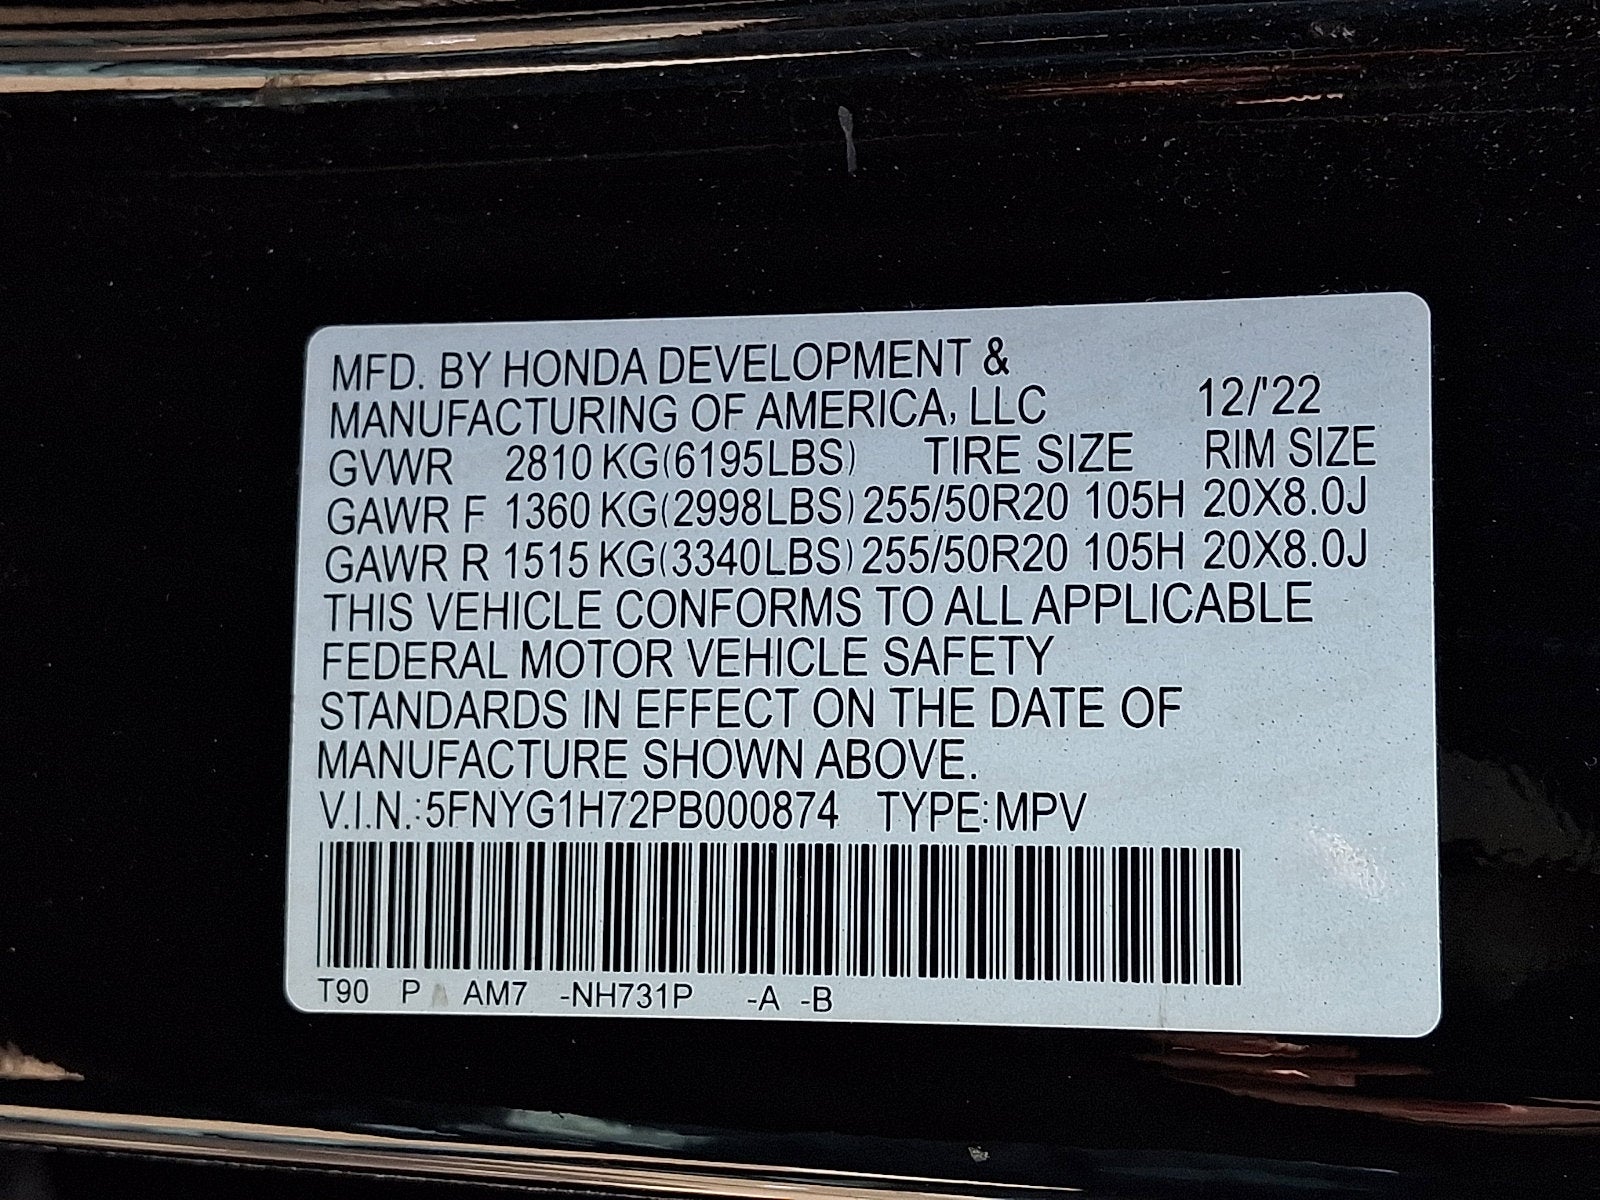 MFD. BY HONDA DEVELOPMENT &
MANUFACTURING OF AMERICA, LLC 12/'22
GVWR 2810 KG(6195LBS) TIRE SIZE RIM SIZE
GAWR F 1360 KG(2998LBS) 255/50R20 105H 20X8.0J
GAWR R 1515 KG(3340LBS) 255/50R20 105H 20X8.0J
THIS VEHICLE CONFORMS TO ALL APPLICABLE
FEDERAL MOTOR VEHICLE SAFETY
STANDARDS IN EFFECT ON THE DATE OF
MANUFACTURE SHOWN ABOVE.
V.I.N.:5FNYG1H72PB000874 TYPE:MPV
T90 P AM7 -NH731P -A -B